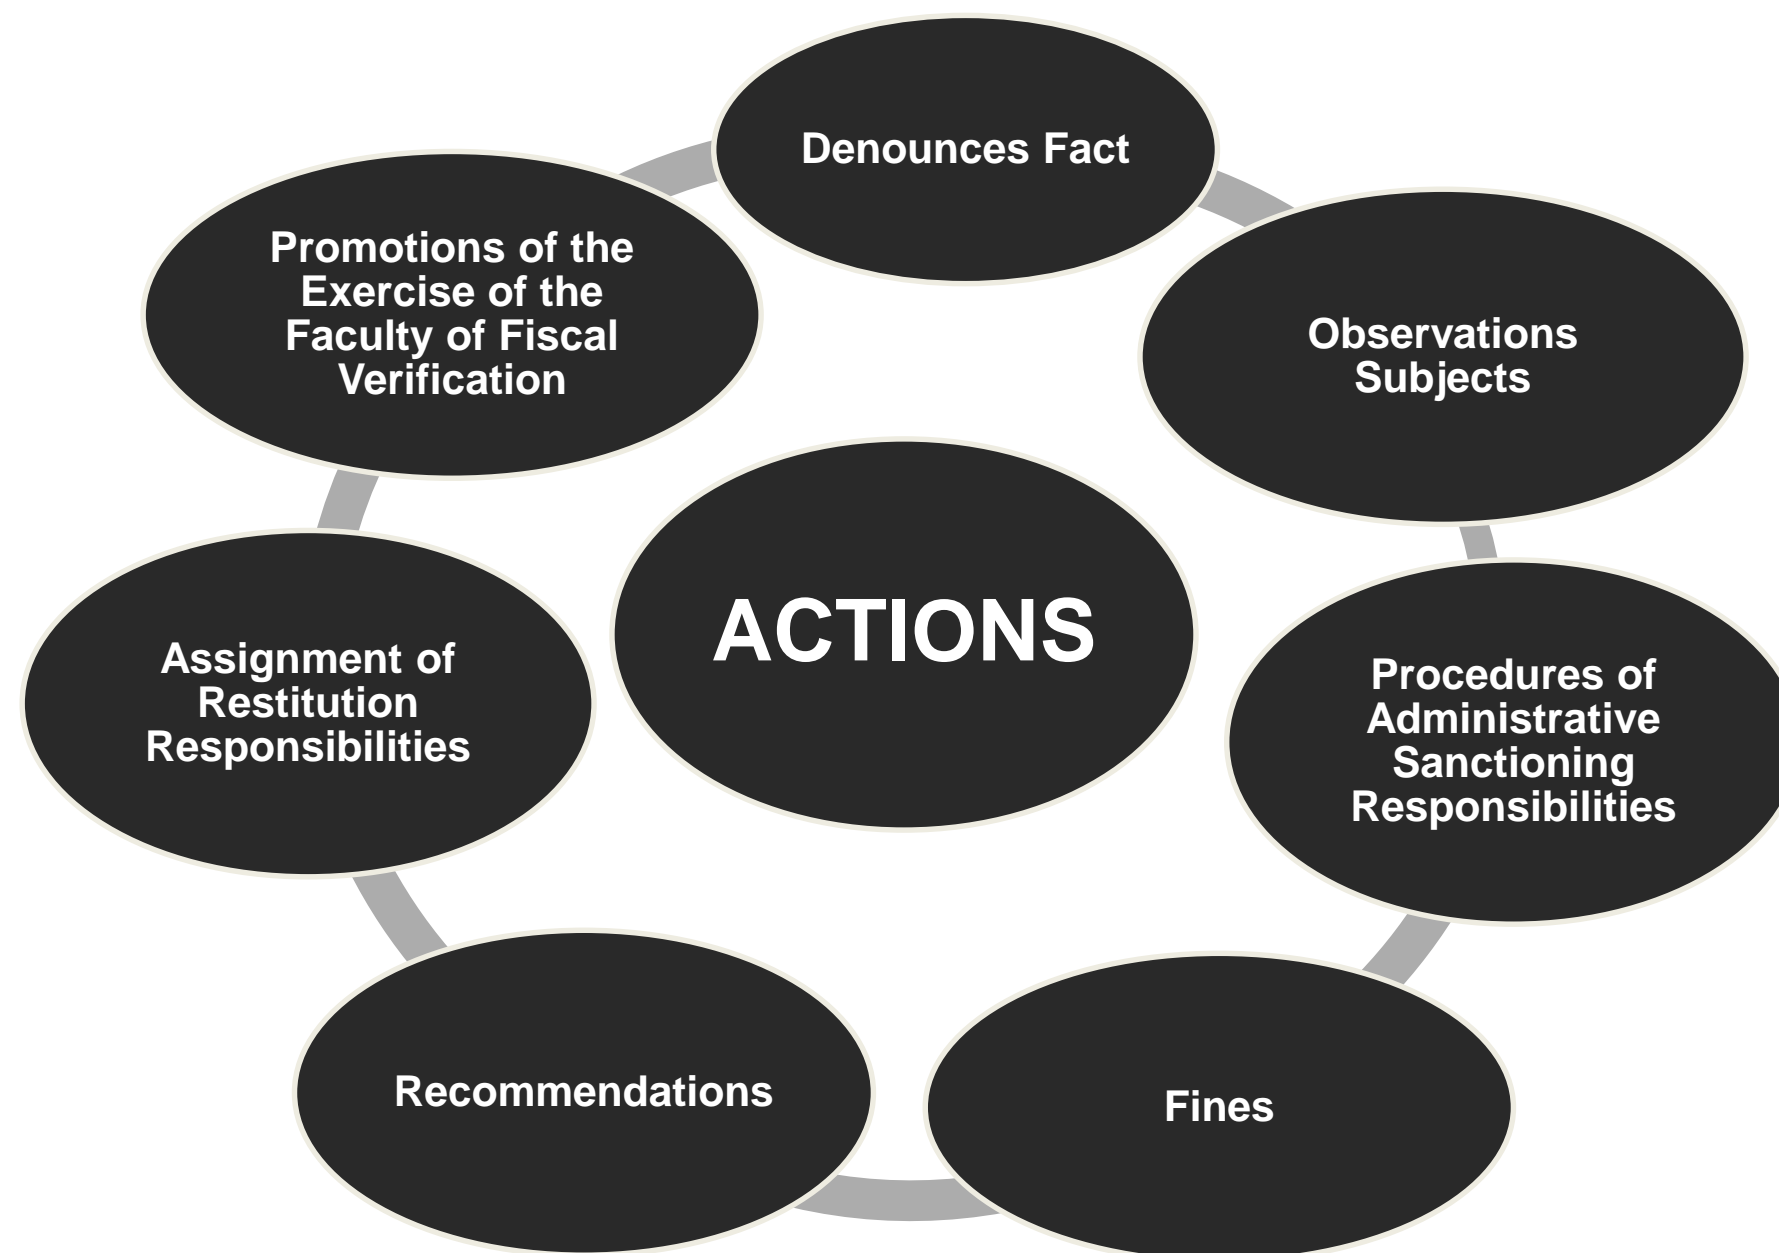 Denounces Fact
Observations
Subjects
Procedures of
Administrative
Sanctioning
Responsibilities
Fines
Recommendations
Assignment of
Restitution
Responsibilities
Promotions of the
Exercise of the
Faculty of Fiscal
Verification
ACTIONS